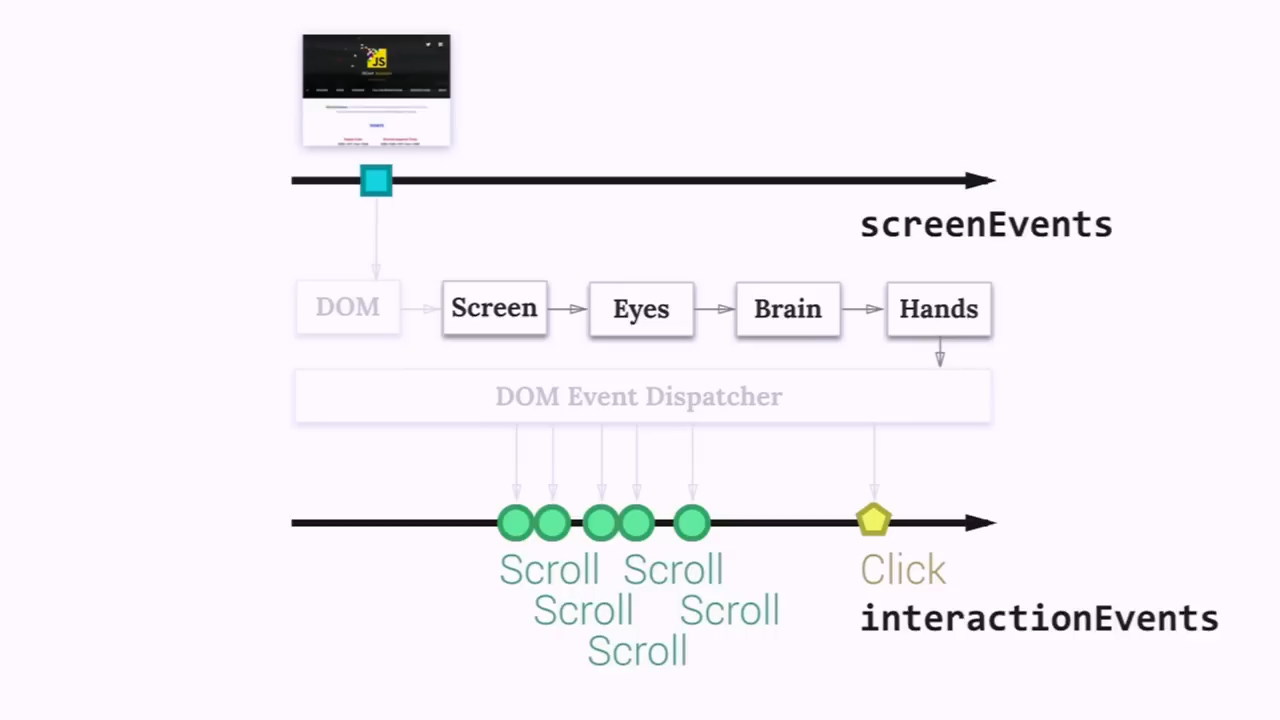 JS
screenEvents
DOM
Screen
Eyes
Brain
Hands
DOM Event Dispatcher
Scroll
Scroll
Click
Scroll
Scroll
interactionEvents
Scroll